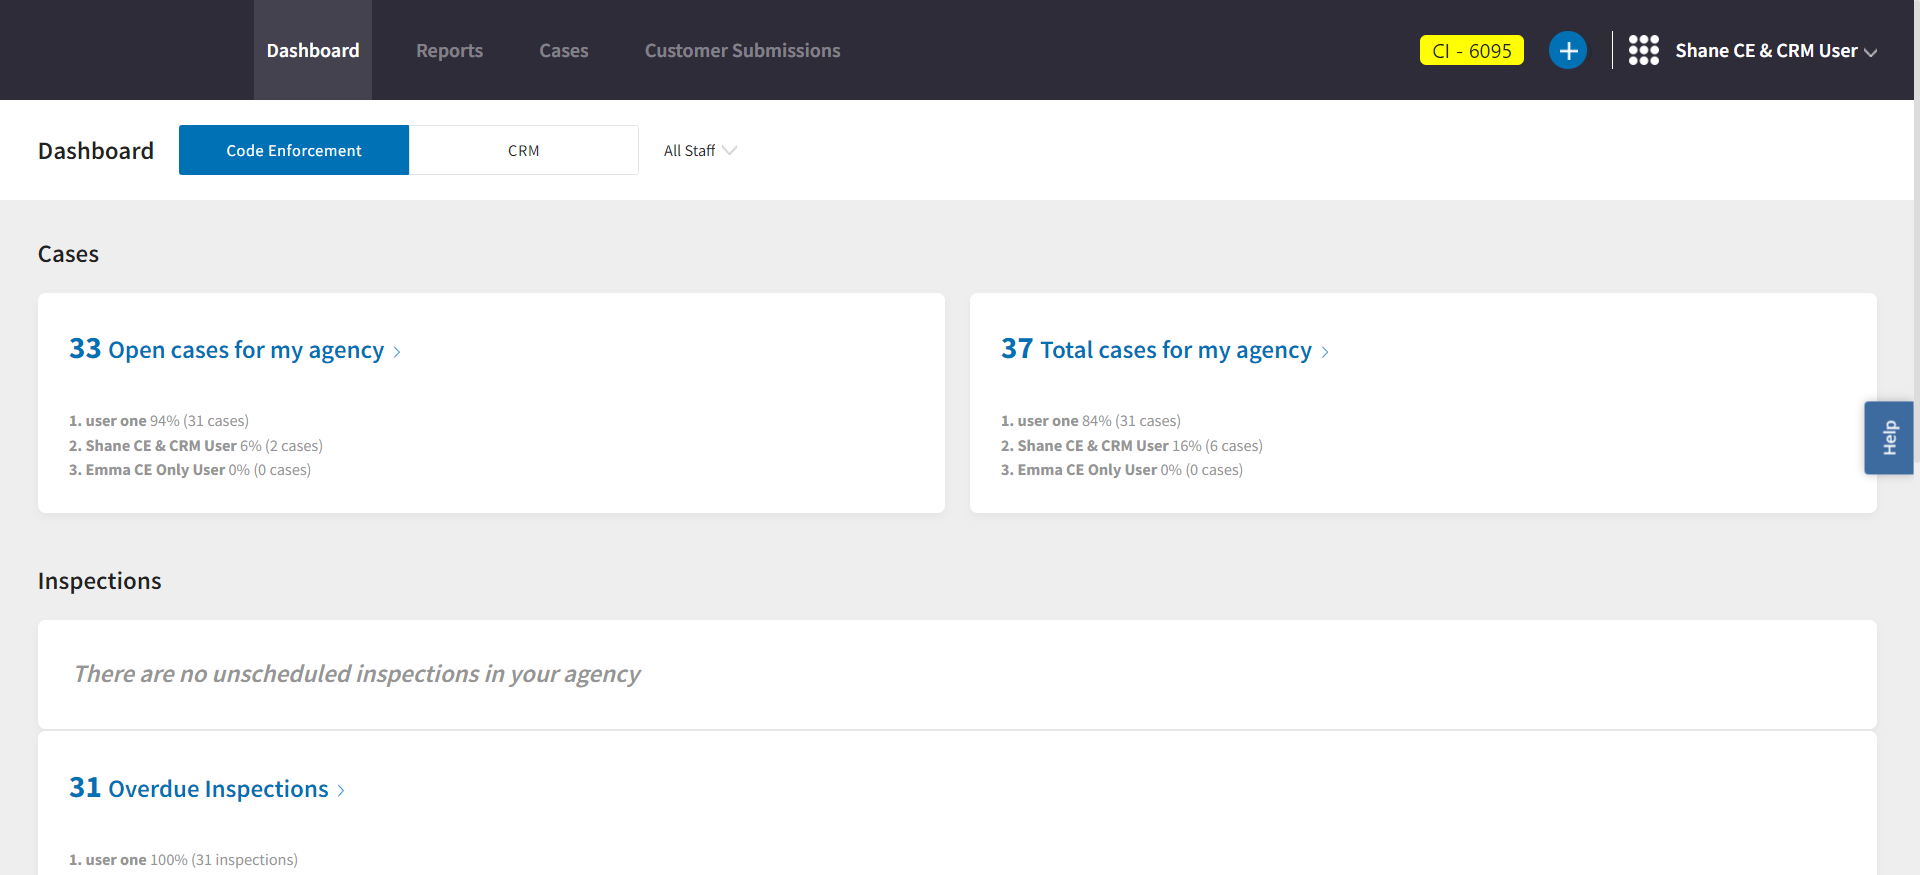 Dashboard
Reports
Cases
Customer Submissions
CI - 6095
Shane CE & CRM User
Dashboard
Code Enforcement
CRM
All Staff
Cases
33 Open cases for my agency
1. user one 94% (31 cases)
2. Shane CE & CRM User 6% (2 cases)
3. Emma CE Only User 0% (0 cases)
37 Total cases for my agency
1. user one 84% (31 cases)
2. Shane CE & CRM User 16% (6 cases)
3. Emma CE Only User 0% (0 cases)
Help
Inspections
There are no unscheduled inspections in your agency
31 Overdue Inspections
1. user one 100% (31 inspections)